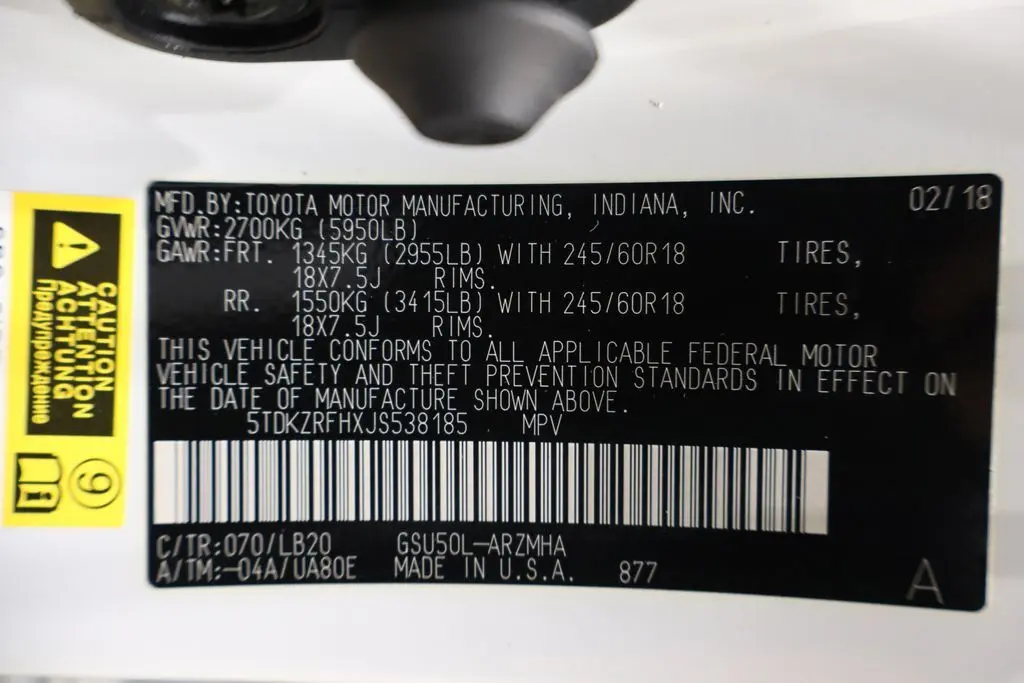 MFD.BY:TOYOTA MOTOR MANUFACTURING, INDIANA, INC. 02/18
GVWR:2700KG (5950LB)
GAWR:FRT. 1345KG (2955LB) WITH 245/60R18 TIRES,
18X7.5J RIMS.
RR. 1550KG (3415LB) WITH 245/60R18 TIRES,
18X7.5J RIMS.
THIS VEHICLE CONFORMS TO ALL APPLICABLE FEDERAL MOTOR
VEHICLE SAFETY AND THEFT PREVENTION STANDARDS IN EFFECT ON
THE DATE OF MANUFACTURE SHOWN ABOVE.
5TDKZRFHXJS538185 MPV
C/TR:070/LB20 GSU50L-ARZMHA
A/TM:-04A/UA80E MADE IN U.S.A. 877
A
CAUTION
ATTENTION
ACHTUNG
Предупреждение
9